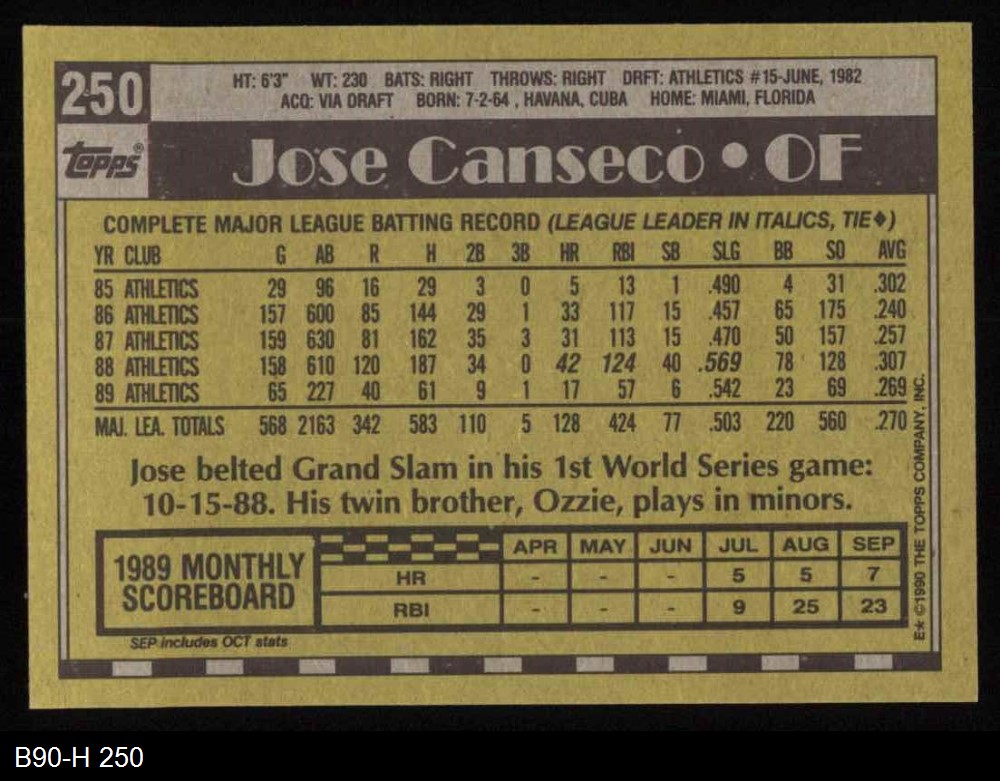 250
HT: 6'3" WT: 230 BATS: RIGHT THROWS: RIGHT DRFT: ATHLETICS #15-JUNE, 1982
ACQ: VIA DRAFT BORN: 7-2-64, HAVANA, CUBA HOME: MIAMI, FLORIDA
topps®
Jose Canseco • OF
COMPLETE MAJOR LEAGUE BATTING RECORD (LEAGUE LEADER IN ITALICS, TIE♦)
YR CLUB G AB R H 2B 3B HR RBI SB SLG BB SO AVG
85 ATHLETICS 29 96 16 29 3 0 5 13 1 .490 4 31 .302
86 ATHLETICS 157 600 85 144 29 1 33 117 15 .457 65 175 .240
87 ATHLETICS 159 630 81 162 35 3 31 113 15 .470 50 157 .257
88 ATHLETICS 158 610 120 187 34 0 42 124 40 .569 78 128 .307
89 ATHLETICS 65 227 40 61 9 1 17 57 6 .542 23 69 .269
MAJ. LEA. TOTALS 568 2163 342 583 110 5 128 424 77 .503 220 560 .270
Jose belted Grand Slam in his 1st World Series game:
10-15-88. His twin brother, Ozzie, plays in minors.
1989 MONTHLY
SCOREBOARD
APR MAY JUN JUL AUG SEP
HR - - - 5 5 7
RBI - - - 9 25 23
SEP includes OCT stats
E★ ©1990 THE TOPPS COMPANY, INC.
B90-H 250